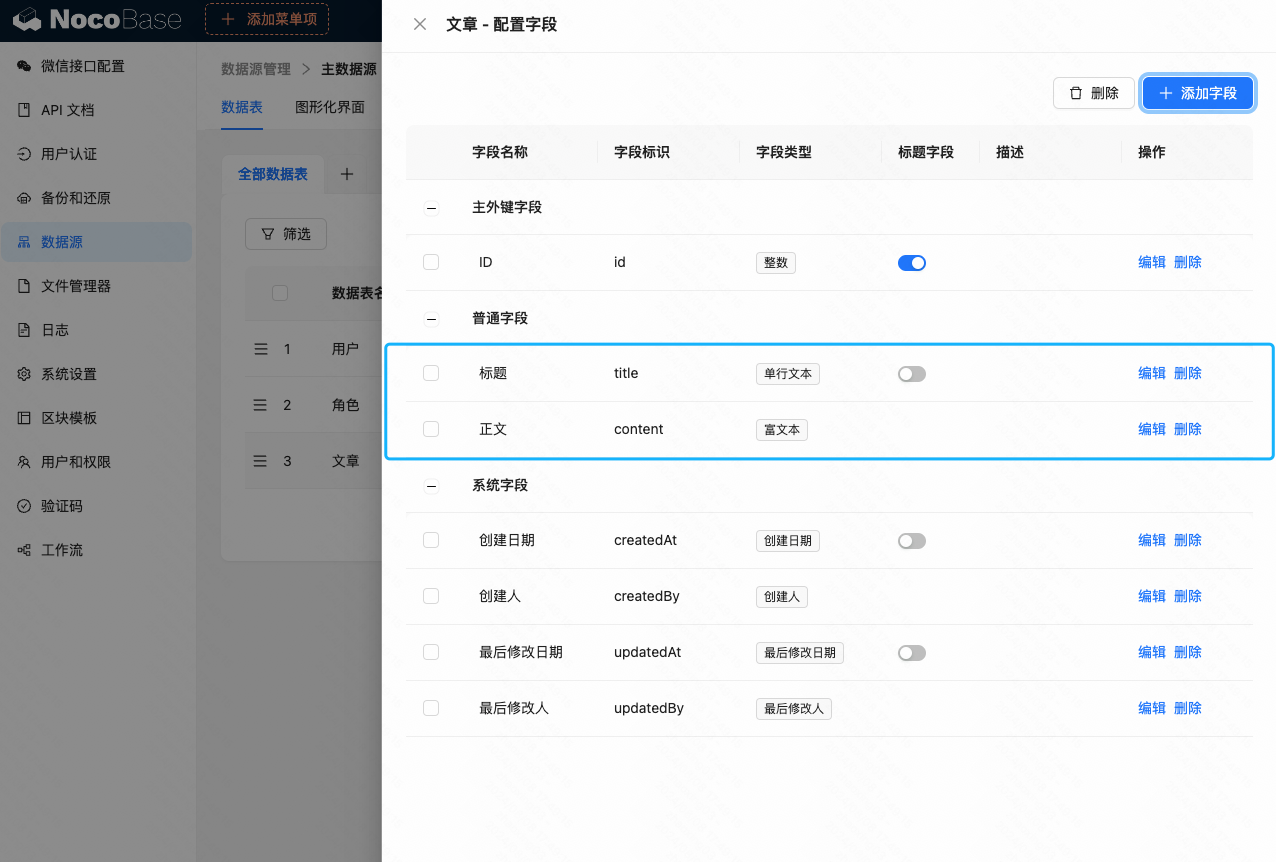 NocoBase
添加菜单项
微信接口配置
API 文档
用户认证
备份和还原
数据源
文件管理器
日志
系统设置
区块模板
用户和权限
验证码
工作流
数据源管理 > 主数据源
数据表 图形化界面
全部数据表
筛选
数据表名
1 用户
2 角色
3 文章
文章 - 配置字段
删除 添加字段
字段名称 字段标识 字段类型 标题字段 描述 操作
主外键字段
ID id 整数 编辑 删除
普通字段
标题 title 单行文本 编辑 删除
正文 content 富文本 编辑 删除
系统字段
创建日期 createdAt 创建日期 编辑 删除
创建人 createdBy 创建人 编辑 删除
最后修改日期 updatedAt 最后修改日期 编辑 删除
最后修改人 updatedBy 最后修改人 编辑 删除